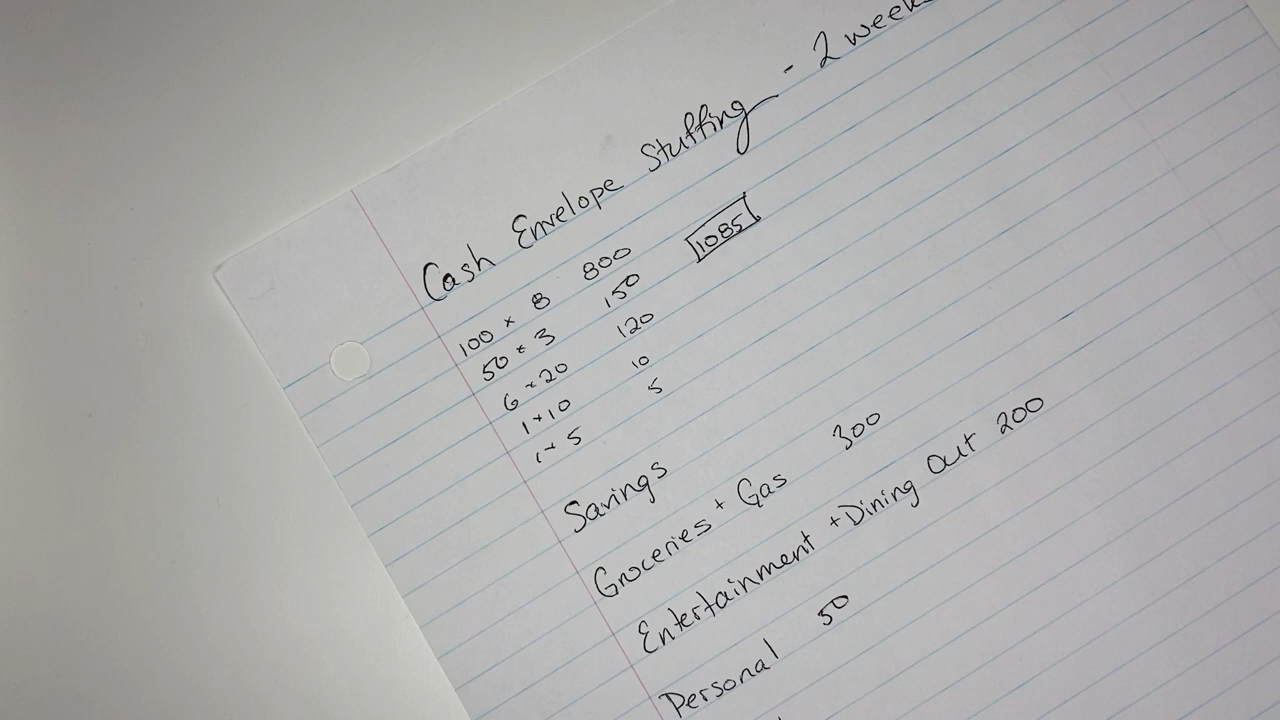 Cash Envelope Stuffing - 2 week
100 x 8 800 1085
50 x 3 150
6 x 20 120
1 x 10 10
1 x 5 5
Savings
Groceries + Gas 300
Entertainment + Dining Out 200
Personal 50